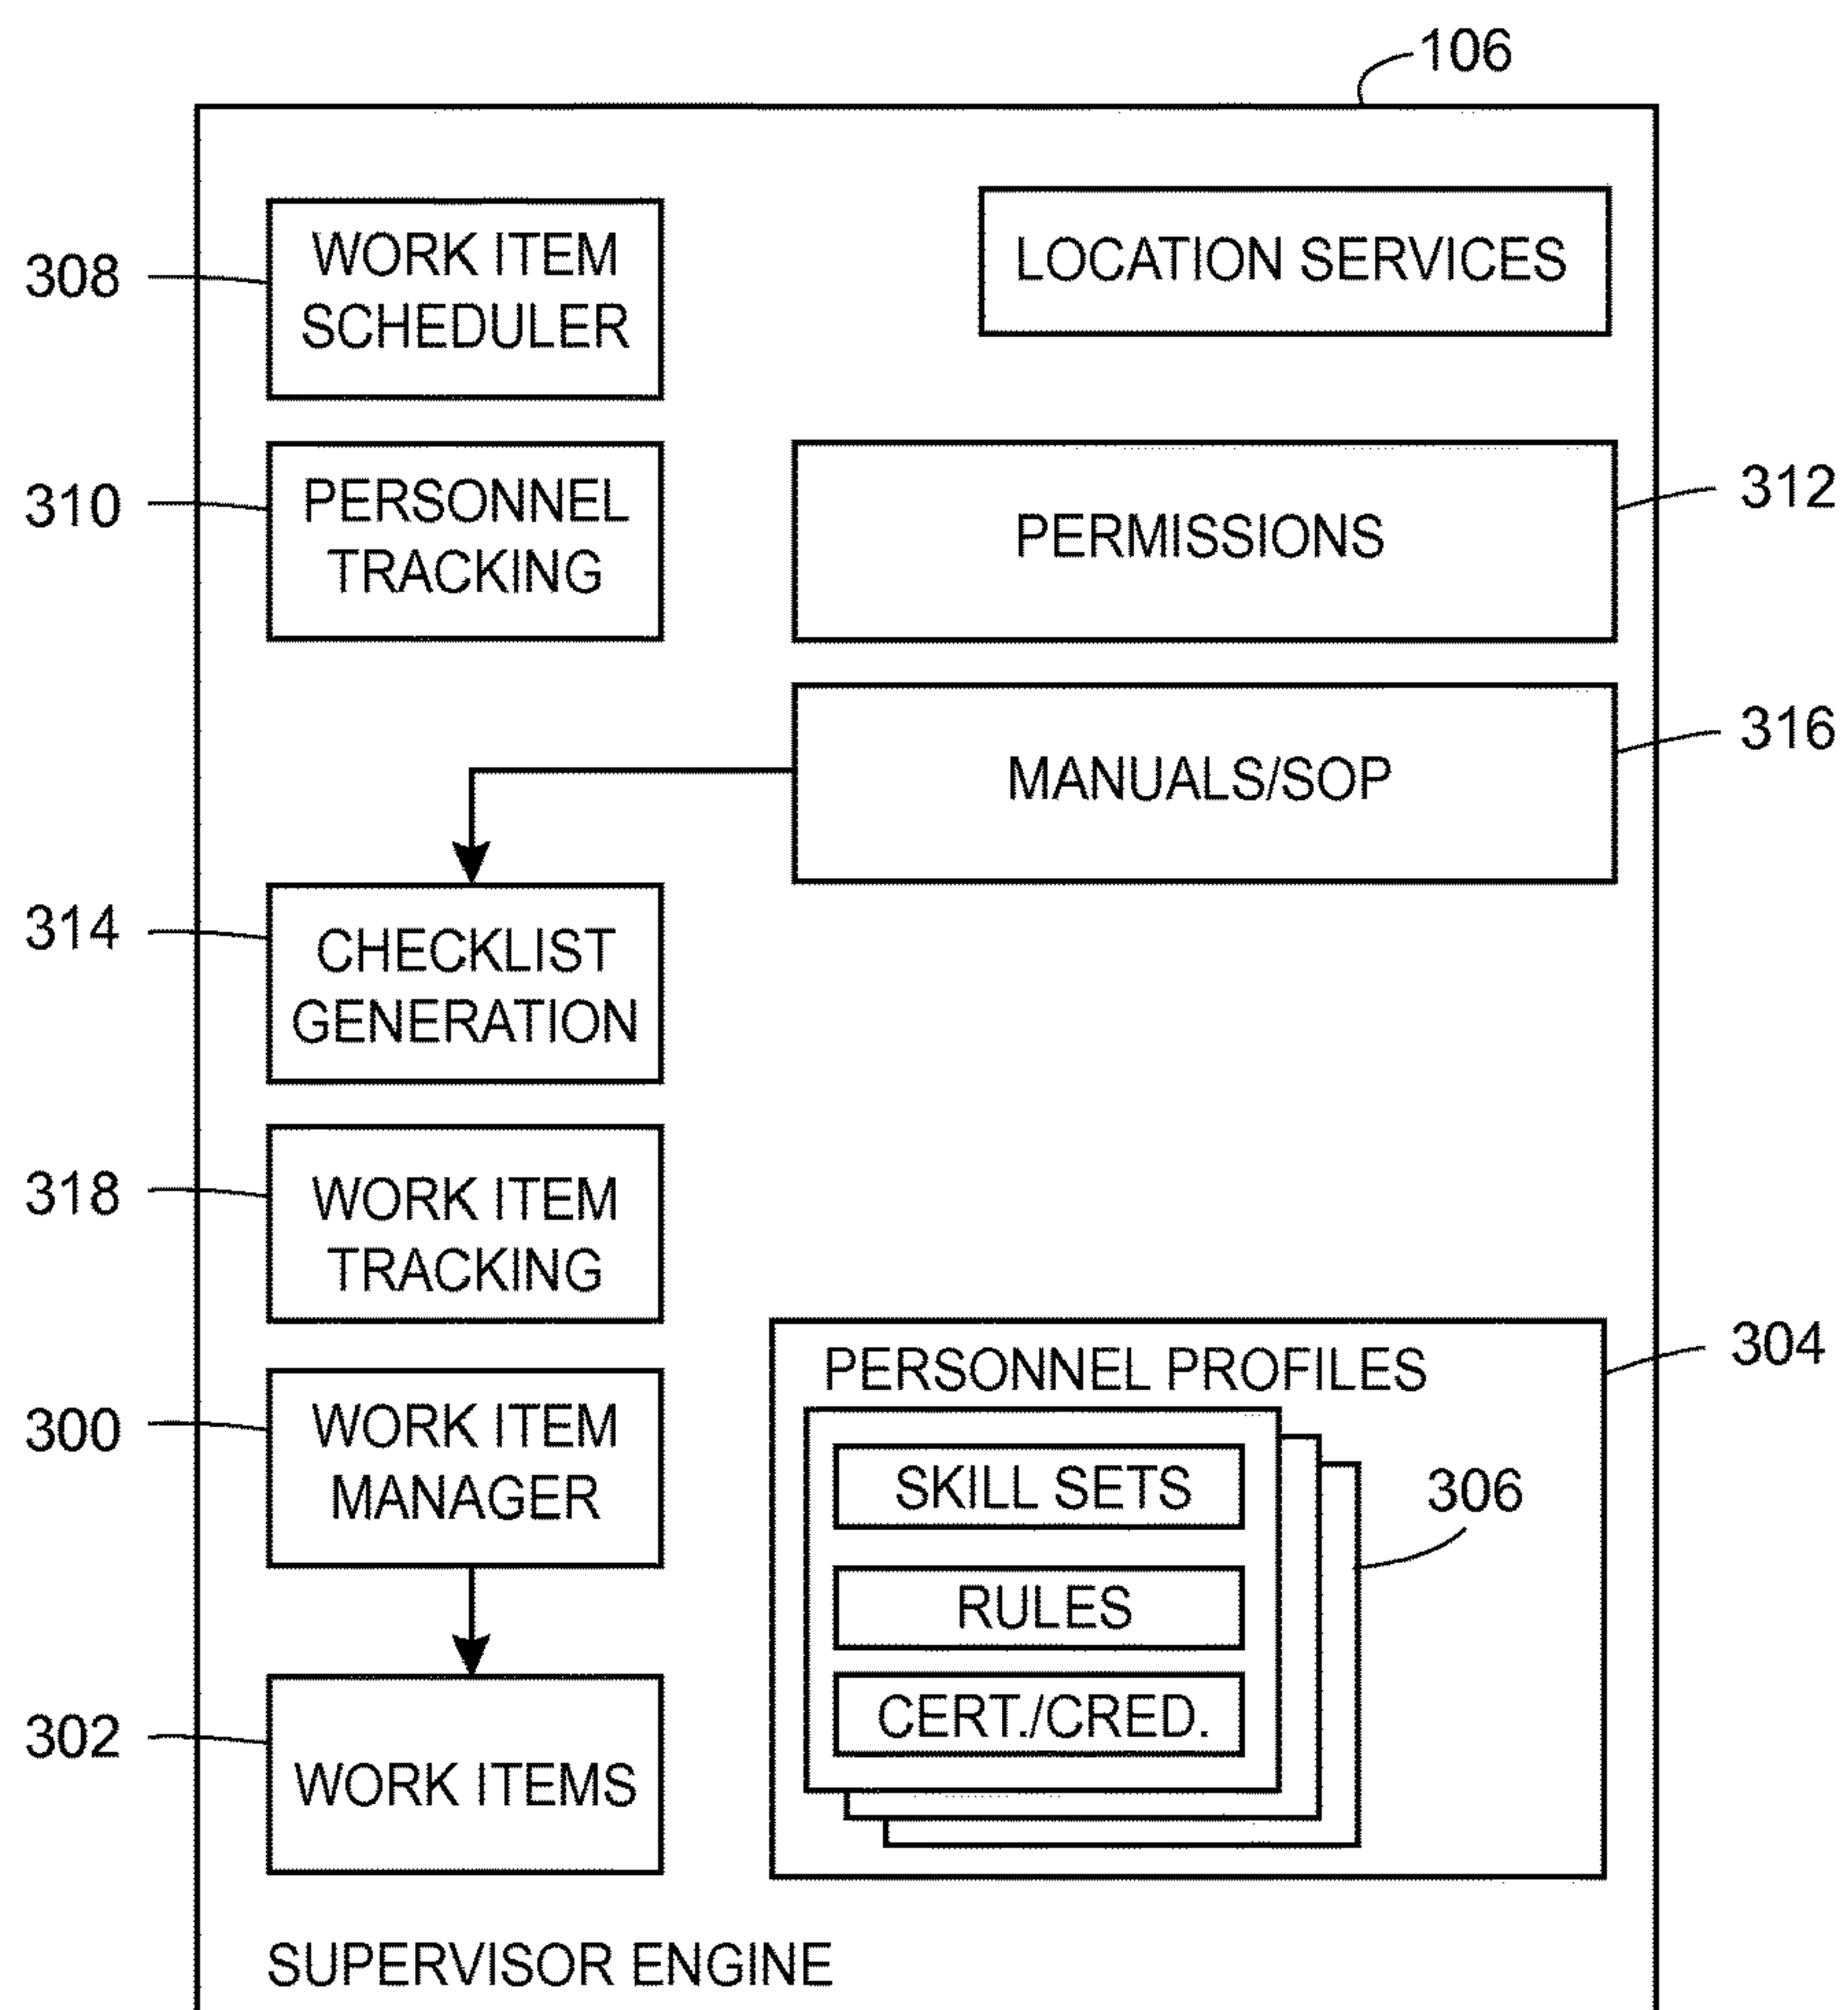 106
308
WORK ITEM
SCHEDULER
LOCATION SERVICES
310
PERSONNEL
TRACKING
PERMISSIONS
312
MANUALS/SOP
316
314
CHECKLIST
GENERATION
318
WORK ITEM
TRACKING
300
WORK ITEM
MANAGER
302
WORK ITEMS
PERSONNEL PROFILES
304
SKILL SETS
306
RULES
CERT./CRED.
SUPERVISOR ENGINE